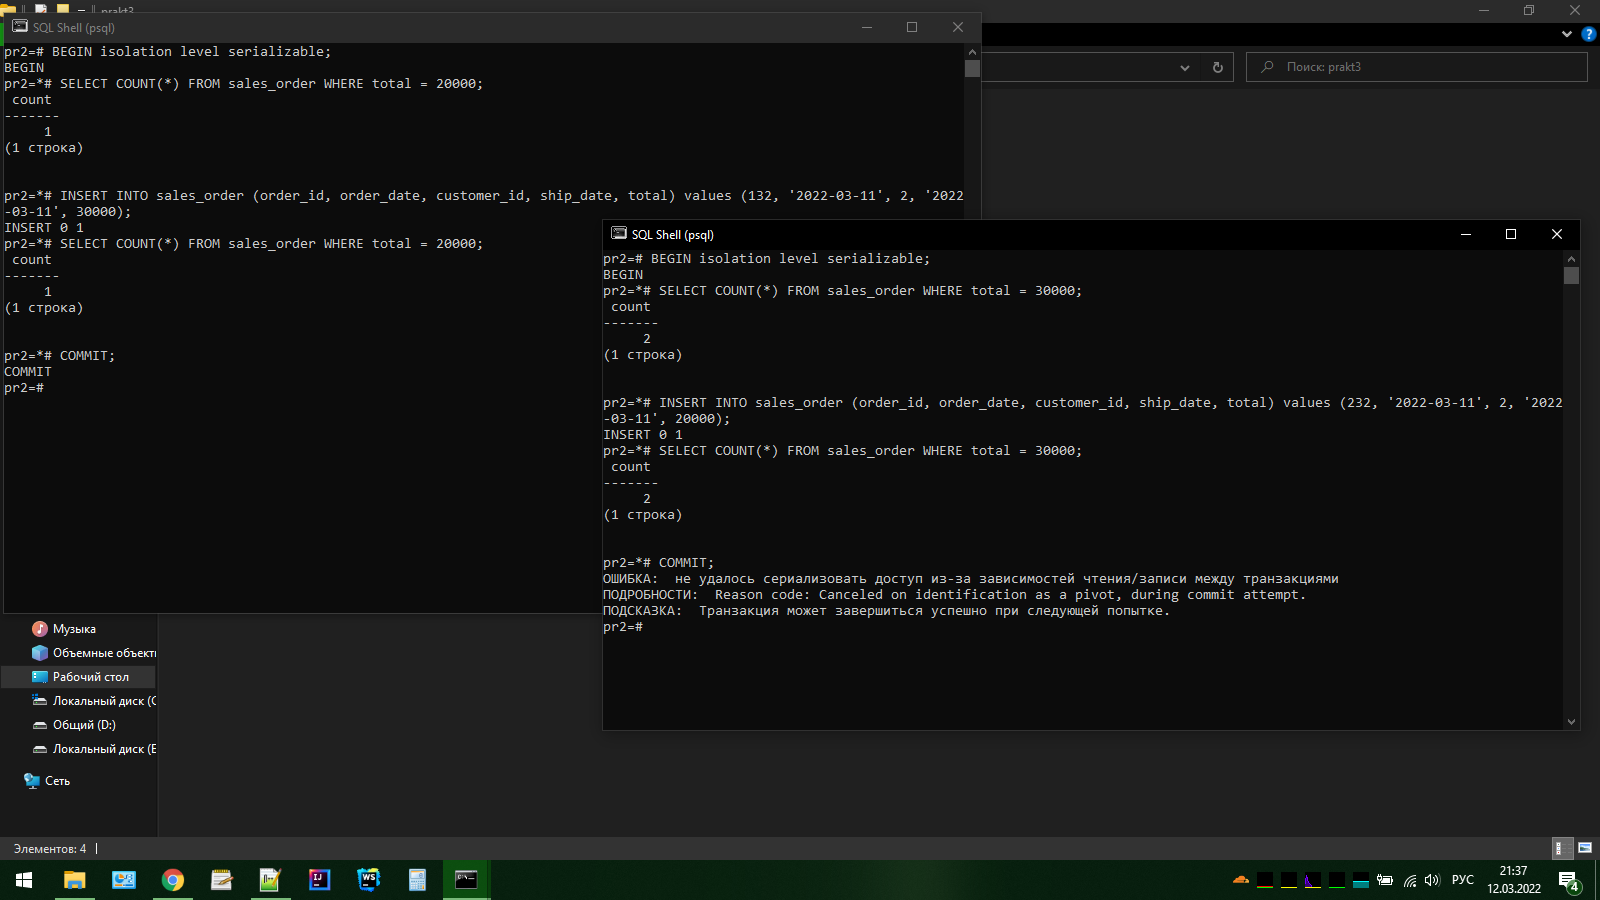 prakt3
SQL Shell (psql)
pr2=# BEGIN isolation level serializable;
BEGIN
pr2=*# SELECT COUNT(*) FROM sales_order WHERE total = 20000;
count
-------
1
(1 строка)
pr2=*# INSERT INTO sales_order (order_id, order_date, customer_id, ship_date, total) values (132, '2022-03-11', 2, '2022
-03-11', 30000);
INSERT 0 1
pr2=*# SELECT COUNT(*) FROM sales_order WHERE total = 20000;
count
-------
1
(1 строка)
pr2=*# COMMIT;
COMMIT
pr2=#
Поиск: prakt3
SQL Shell (psql)
pr2=# BEGIN isolation level serializable;
BEGIN
pr2=*# SELECT COUNT(*) FROM sales_order WHERE total = 30000;
count
-------
2
(1 строка)
pr2=*# INSERT INTO sales_order (order_id, order_date, customer_id, ship_date, total) values (232, '2022-03-11', 2, '2022
-03-11', 20000);
INSERT 0 1
pr2=*# SELECT COUNT(*) FROM sales_order WHERE total = 30000;
count
-------
2
(1 строка)
pr2=*# COMMIT;
ОШИБКА:  не удалось сериализовать доступ из-за зависимостей чтения/записи между транзакциями
ПОДРОБНОСТИ:  Reason code: Canceled on identification as a pivot, during commit attempt.
ПОДСКАЗКА:  Транзакция может завершиться успешно при следующей попытке.
pr2=#
Музыка
Объемные объекты
Рабочий стол
Локальный диск (C
Общий (D:)
Локальный диск (E
Сеть
Элементов: 4
IJ
WS
РУС
21:37
12.03.2022
4